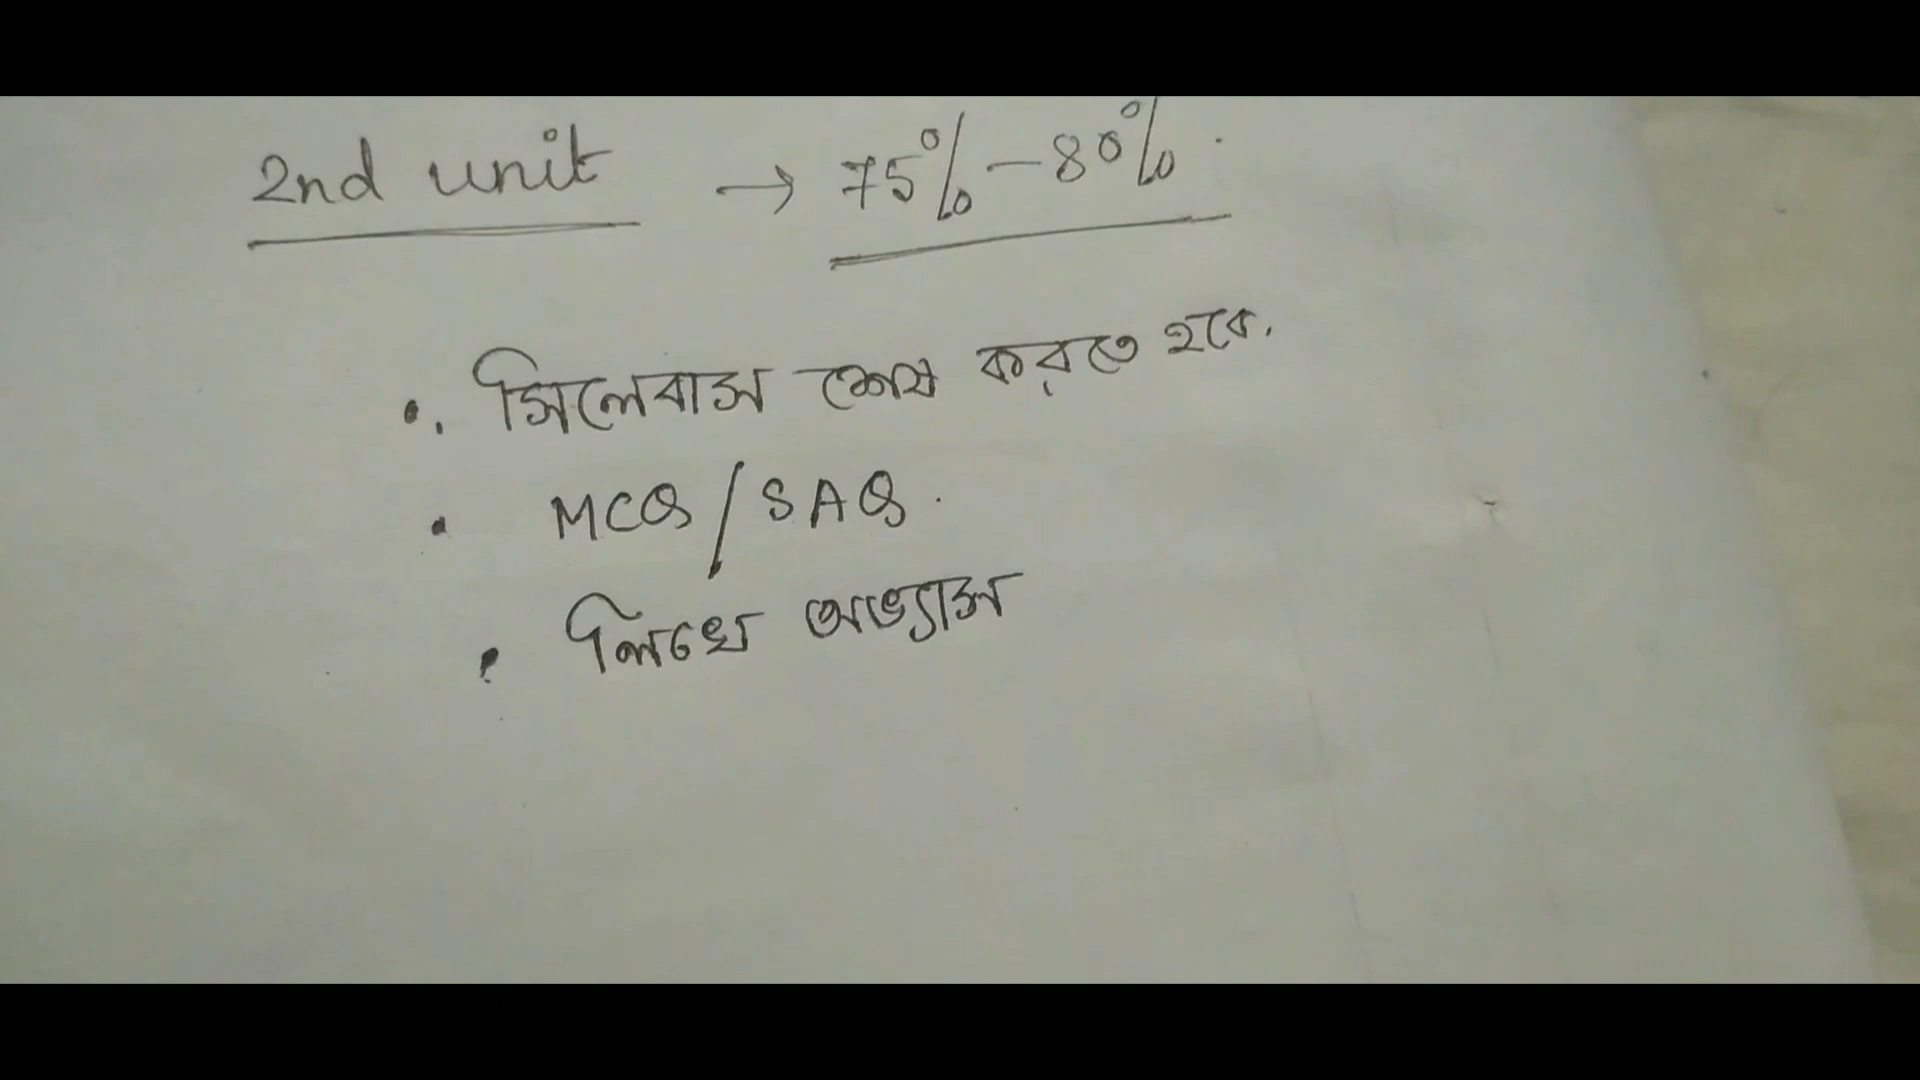 2nd unit → 75% - 80%.
• সিলেবাস শেষ করতে হবে.
• MCQ / SAQ.
• লিখে অভ্যাস